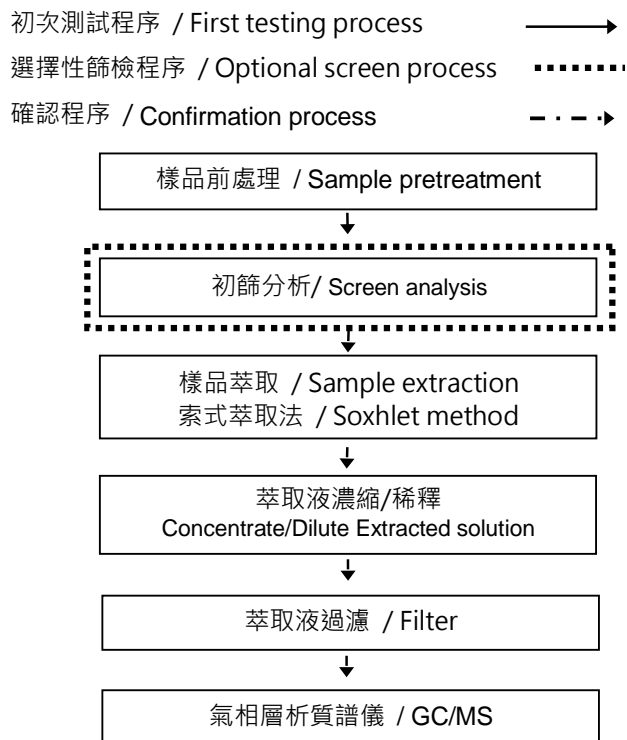 初次測試程序 / First testing process
選擇性篩檢程序 / Optional screen process
確認程序 / Confirmation process
樣品前處理 / Sample pretreatment
初篩分析/ Screen analysis
樣品萃取 / Sample extraction
索式萃取法 / Soxhlet method
萃取液濃縮/稀釋
Concentrate/Dilute Extracted solution
萃取液過濾 / Filter
氣相層析質譜儀 / GC/MS